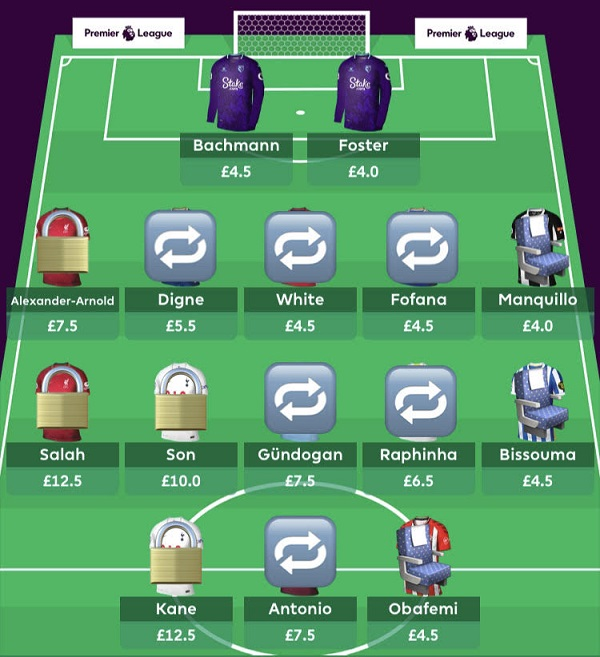 Premier League Premier League
Stake Stake
Bachmann Foster
£4.5 £4.0
Alexander-Arnold Digne White Fofana Manquillo
£7.5 £5.5 £4.5 £4.5 £4.0
Salah Son Gündogan Raphinha Bissouma
£12.5 £10.0 £7.5 £6.5 £4.5
Kane Antonio Obafemi
£12.5 £7.5 £4.5